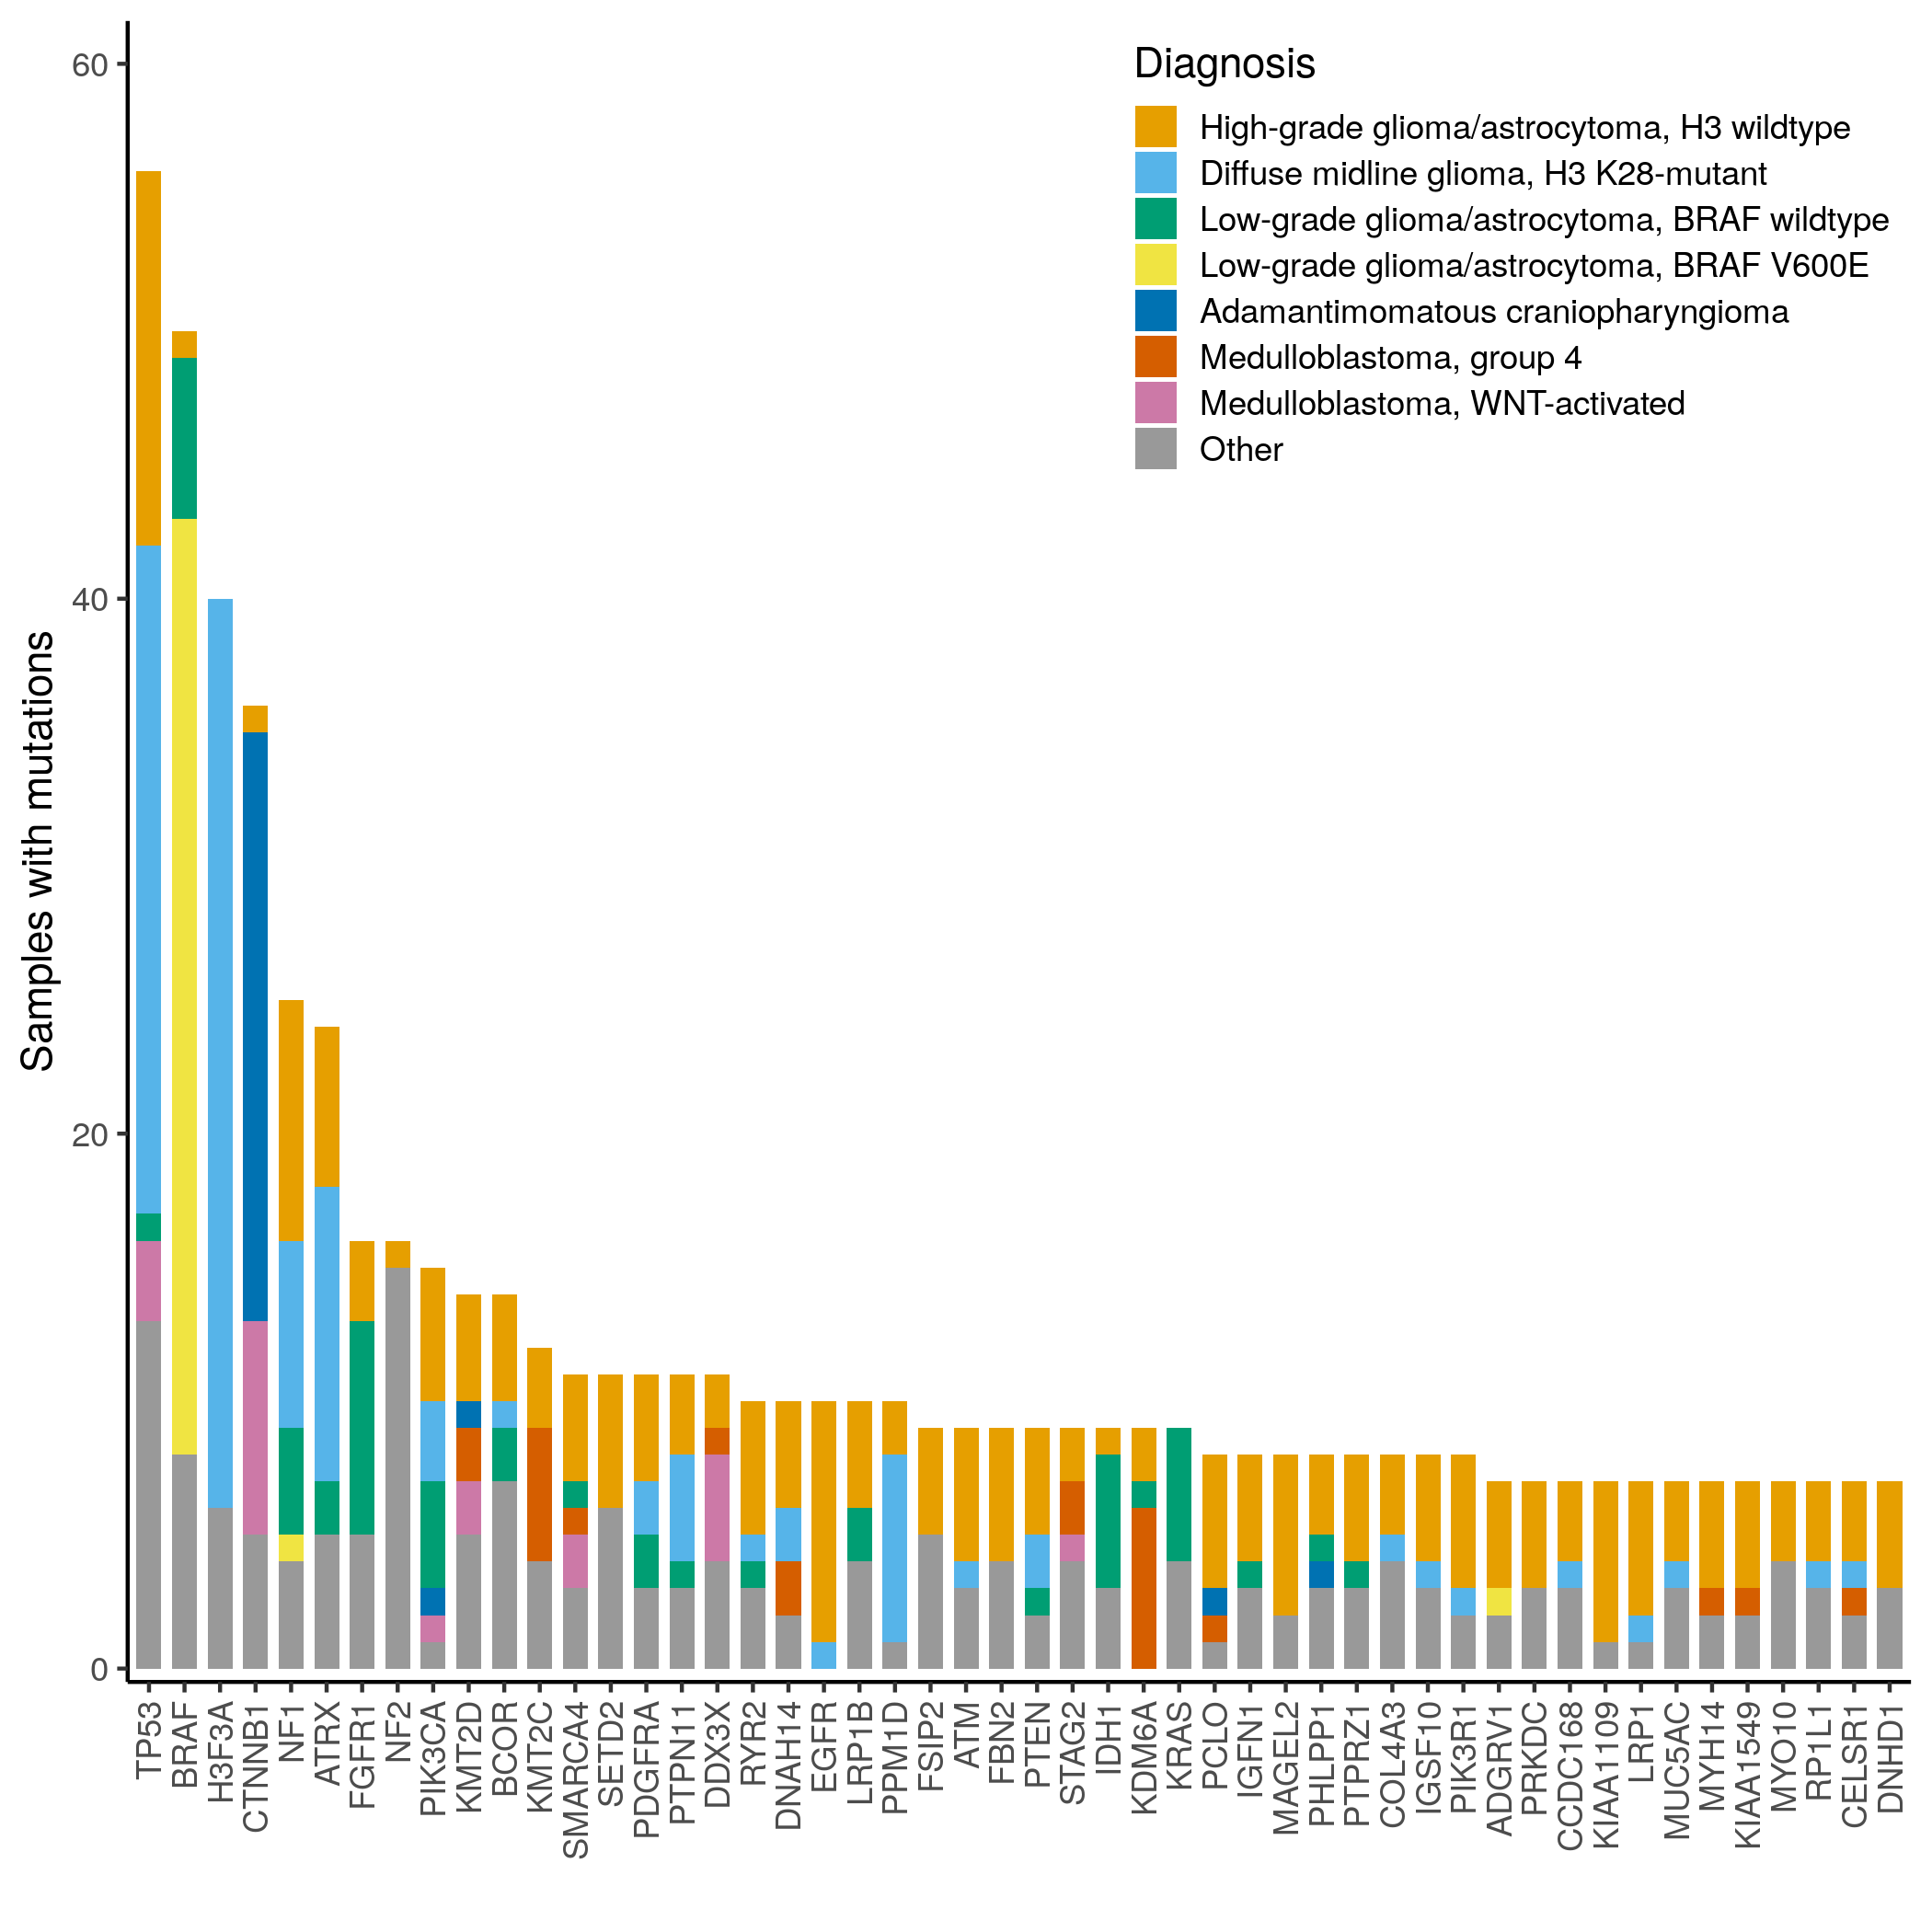 60
40
20
0
Samples with mutations
Diagnosis
High-grade glioma/astrocytoma, H3 wildtype
Diffuse midline glioma, H3 K28-mutant
Low-grade glioma/astrocytoma, BRAF wildtype
Low-grade glioma/astrocytoma, BRAF V600E
Adamantimomatous craniopharyngioma
Medulloblastoma, group 4
Medulloblastoma, WNT-activated
Other
TP53
BRAF
H3F3A
CTNNB1
NF1
ATRX
FGFR1
NF2
PIK3CA
KMT2D
BCOR
KMT2C
SMARCA4
SETD2
PDGFRA
PTPN11
DDX3X
RYR2
DNAH14
EGFR
LRP1B
PPM1D
FSIP2
ATM
FBN2
PTEN
STAG2
IDH1
KDM6A
KRAS
PCLO
IGFN1
MAGEL2
PHLPP1
PTPRZ1
COL4A3
IGSF10
PIK3R1
ADGRV1
PRKDC
CCDC168
KIAA1109
LRP1
MUC5AC
MYH14
KIAA1549
MYO10
RP1L1
CELSR1
DNHD1